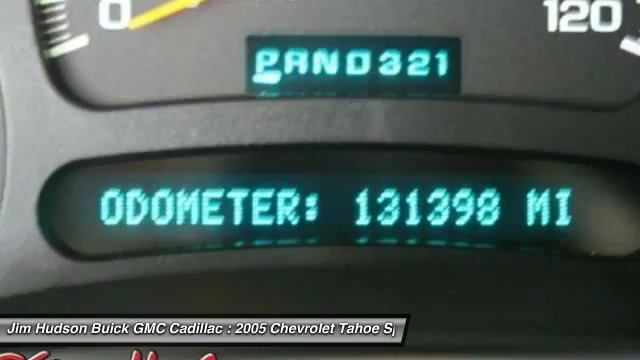 0 120
PRND321
ODOMETER: 131398 MI
Jim Hudson Buick GMC Cadillac : 2005 Chevrolet Tahoe S